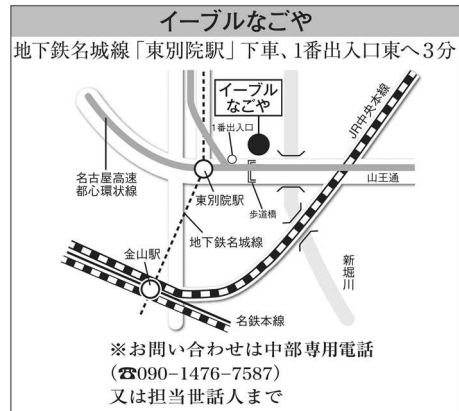 イーブルなごや
地下鉄名城線「東別院駅」下車、1番出入口東へ3分
イーブル
なごや
1番出入口
JR中央本線
名古屋高速
都心環状線
山王通
東別院駅
歩道橋
地下鉄名城線
金山駅
新堀川
名鉄本線
※お問い合わせは中部専用電話
(☎090-1476-7587)
又は担当世話人まで